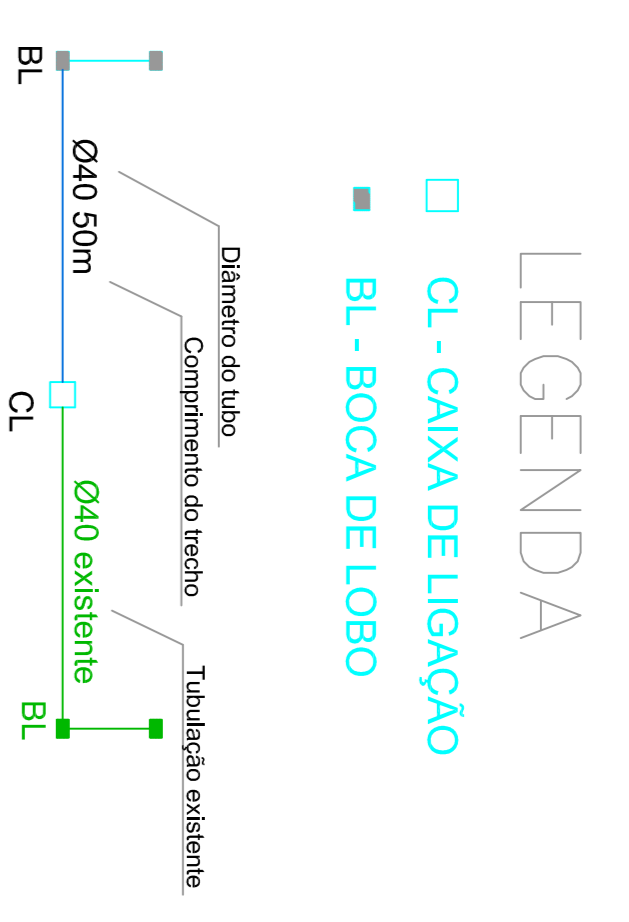 LEGENDA
CL - CAIXA DE LIGAÇÃO
BL - BOCA DE LOBO
Diâmetro do tubo
Comprimento do trecho
Tubulação existente
Ø40 50m
Ø40 existente
BL
CL
BL